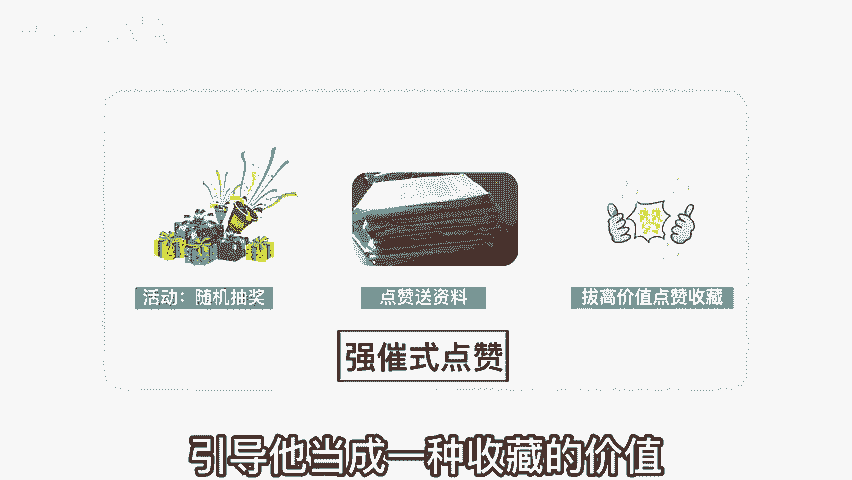 活动：随机抽奖
点赞送资料
拔高价值点赞收藏
强催式点赞
引导他当成一种收藏的价值